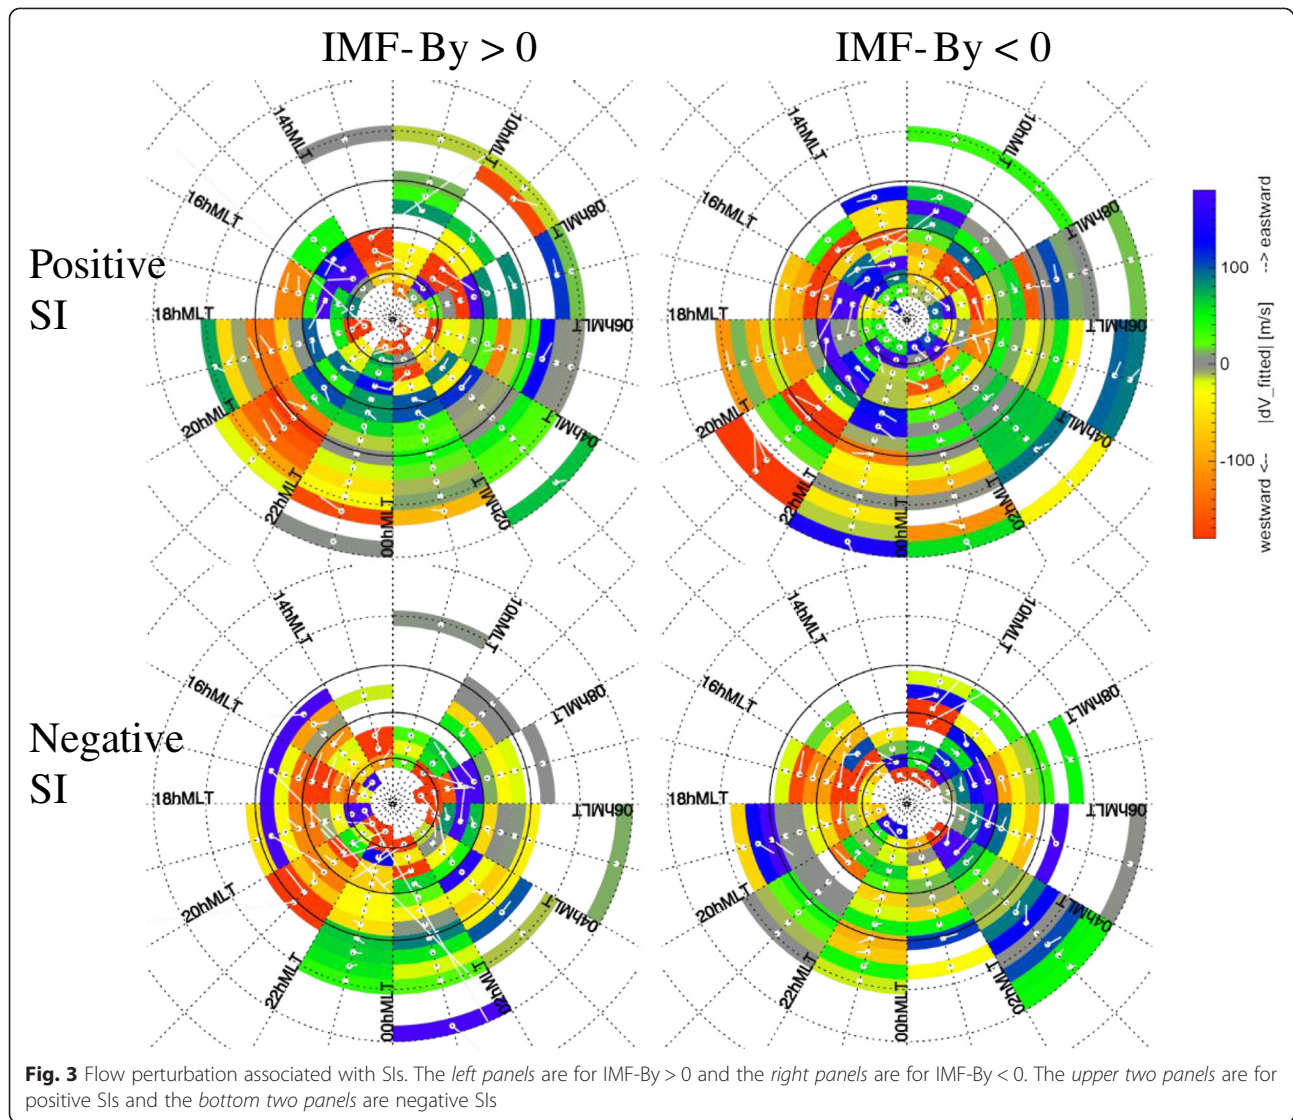 IMF-By > 0
IMF-By < 0
Positive
SI
14hMLT
10hMLT
16hMLT
08hMLT
18hMLT
06hMLT
20hMLT
04hMLT
22hMLT
02hMLT
00hMLT
14hMLT
10hMLT
16hMLT
08hMLT
18hMLT
06hMLT
20hMLT
04hMLT
22hMLT
02hMLT
00hMLT
westward <-- |dV_fitted| [m/s] --> eastward
100
0
-100
Negative
SI
14hMLT
10hMLT
16hMLT
08hMLT
18hMLT
06hMLT
20hMLT
04hMLT
22hMLT
02hMLT
00hMLT
14hMLT
10hMLT
16hMLT
08hMLT
18hMLT
06hMLT
20hMLT
04hMLT
22hMLT
02hMLT
00hMLT
Fig. 3 Flow perturbation associated with SIs. The left panels are for IMF-By > 0 and the right panels are for IMF-By < 0. The upper two panels are for
positive SIs and the bottom two panels are negative SIs